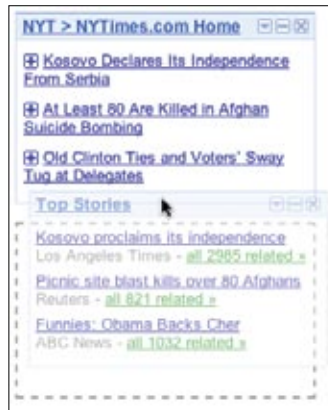 NYT > NYTimes.com Home
Kosovo Declares Its Independence
From Serbia
At Least 80 Are Killed in Afghan
Suicide Bombing
Old Clinton Ties and Voters' Sway
Tug at Delegates
Top Stories
Kosovo proclaims its independence
Los Angeles Times - all 2985 related »
Picnic site blast kills over 80 Afghans
Reuters - all 821 related »
Funnies: Obama Backs Cher
ABC News - all 1032 related »